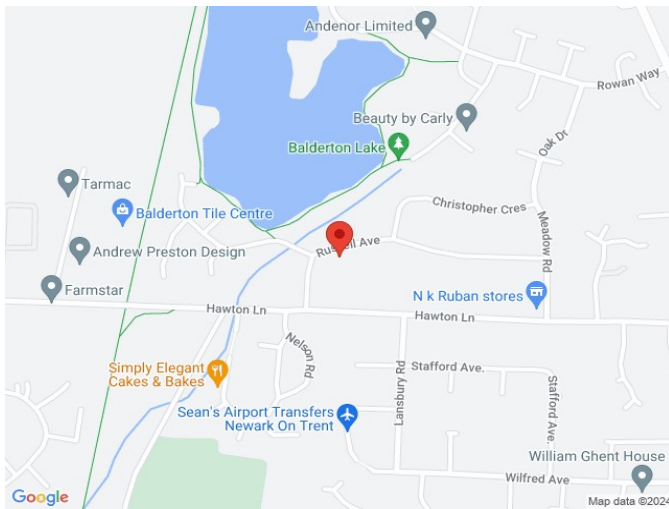 Andenor Limited
Rowan Way
Beauty by Carly
Oak Dr
Balderton Lake
Tarmac
Christopher Cres
Balderton Tile Centre
Meadow Rd
Russell Ave
Andrew Preston Design
Farmstar
N k Ruban stores
Hawton Ln
Hawton Ln
Nelson Rd
Simply Elegant
Cakes & Bakes
Lansbury Rd
Stafford Ave.
Stafford Ave.
Sean's Airport Transfers
Newark On Trent
William Ghent House
Wilfred Ave
Google
Map data ©2024